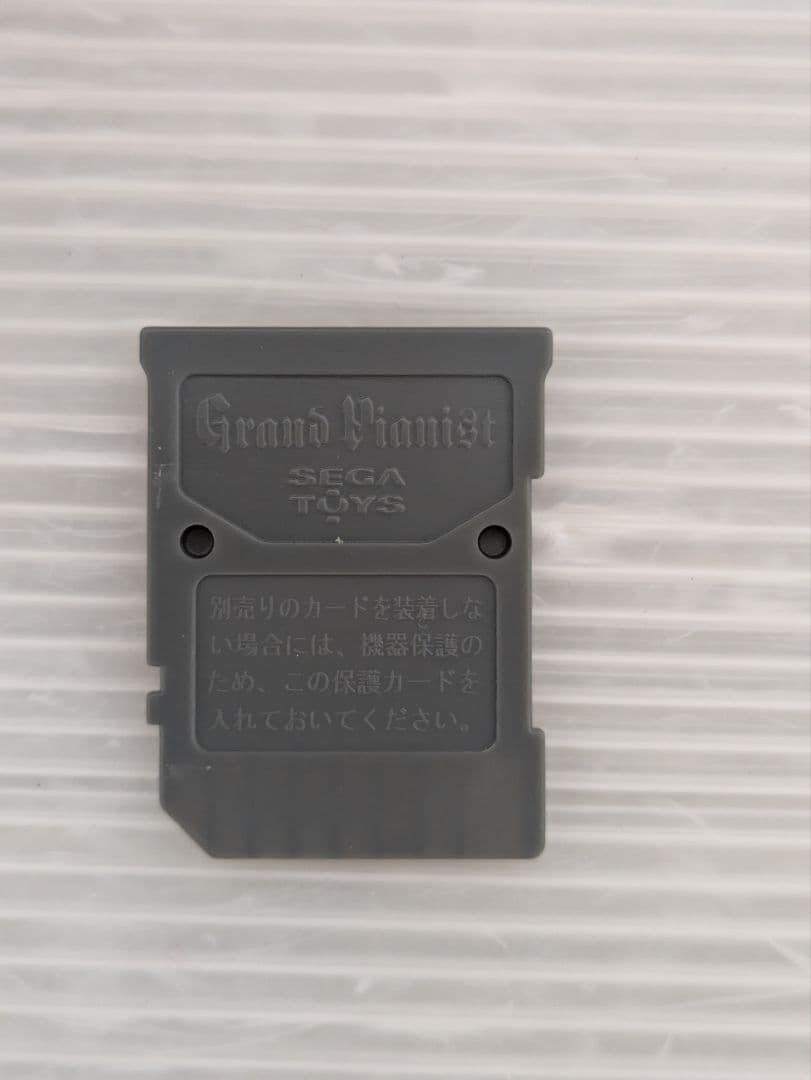 Grand Pianist
SEGA
TOYS
別売りのカードを装着しな
い場合には、機器保護の
ため、この保護カードを
入れておいてください。